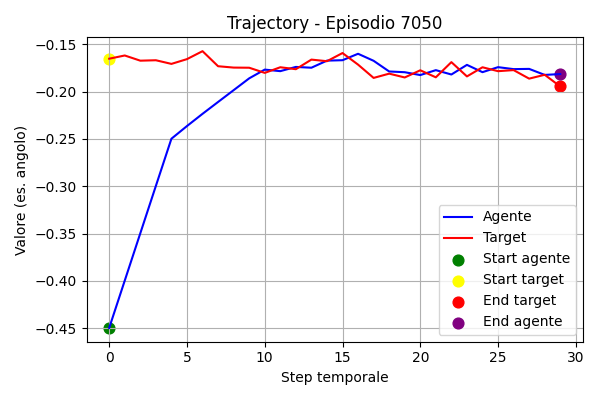 Trajectory - Episodio 7050
Valore (es. angolo)
−0.15
−0.20
−0.25
−0.30
−0.35
−0.40
−0.45
0
5
10
15
20
25
30
Step temporale
Agente
Target
Start agente
Start target
End target
End agente